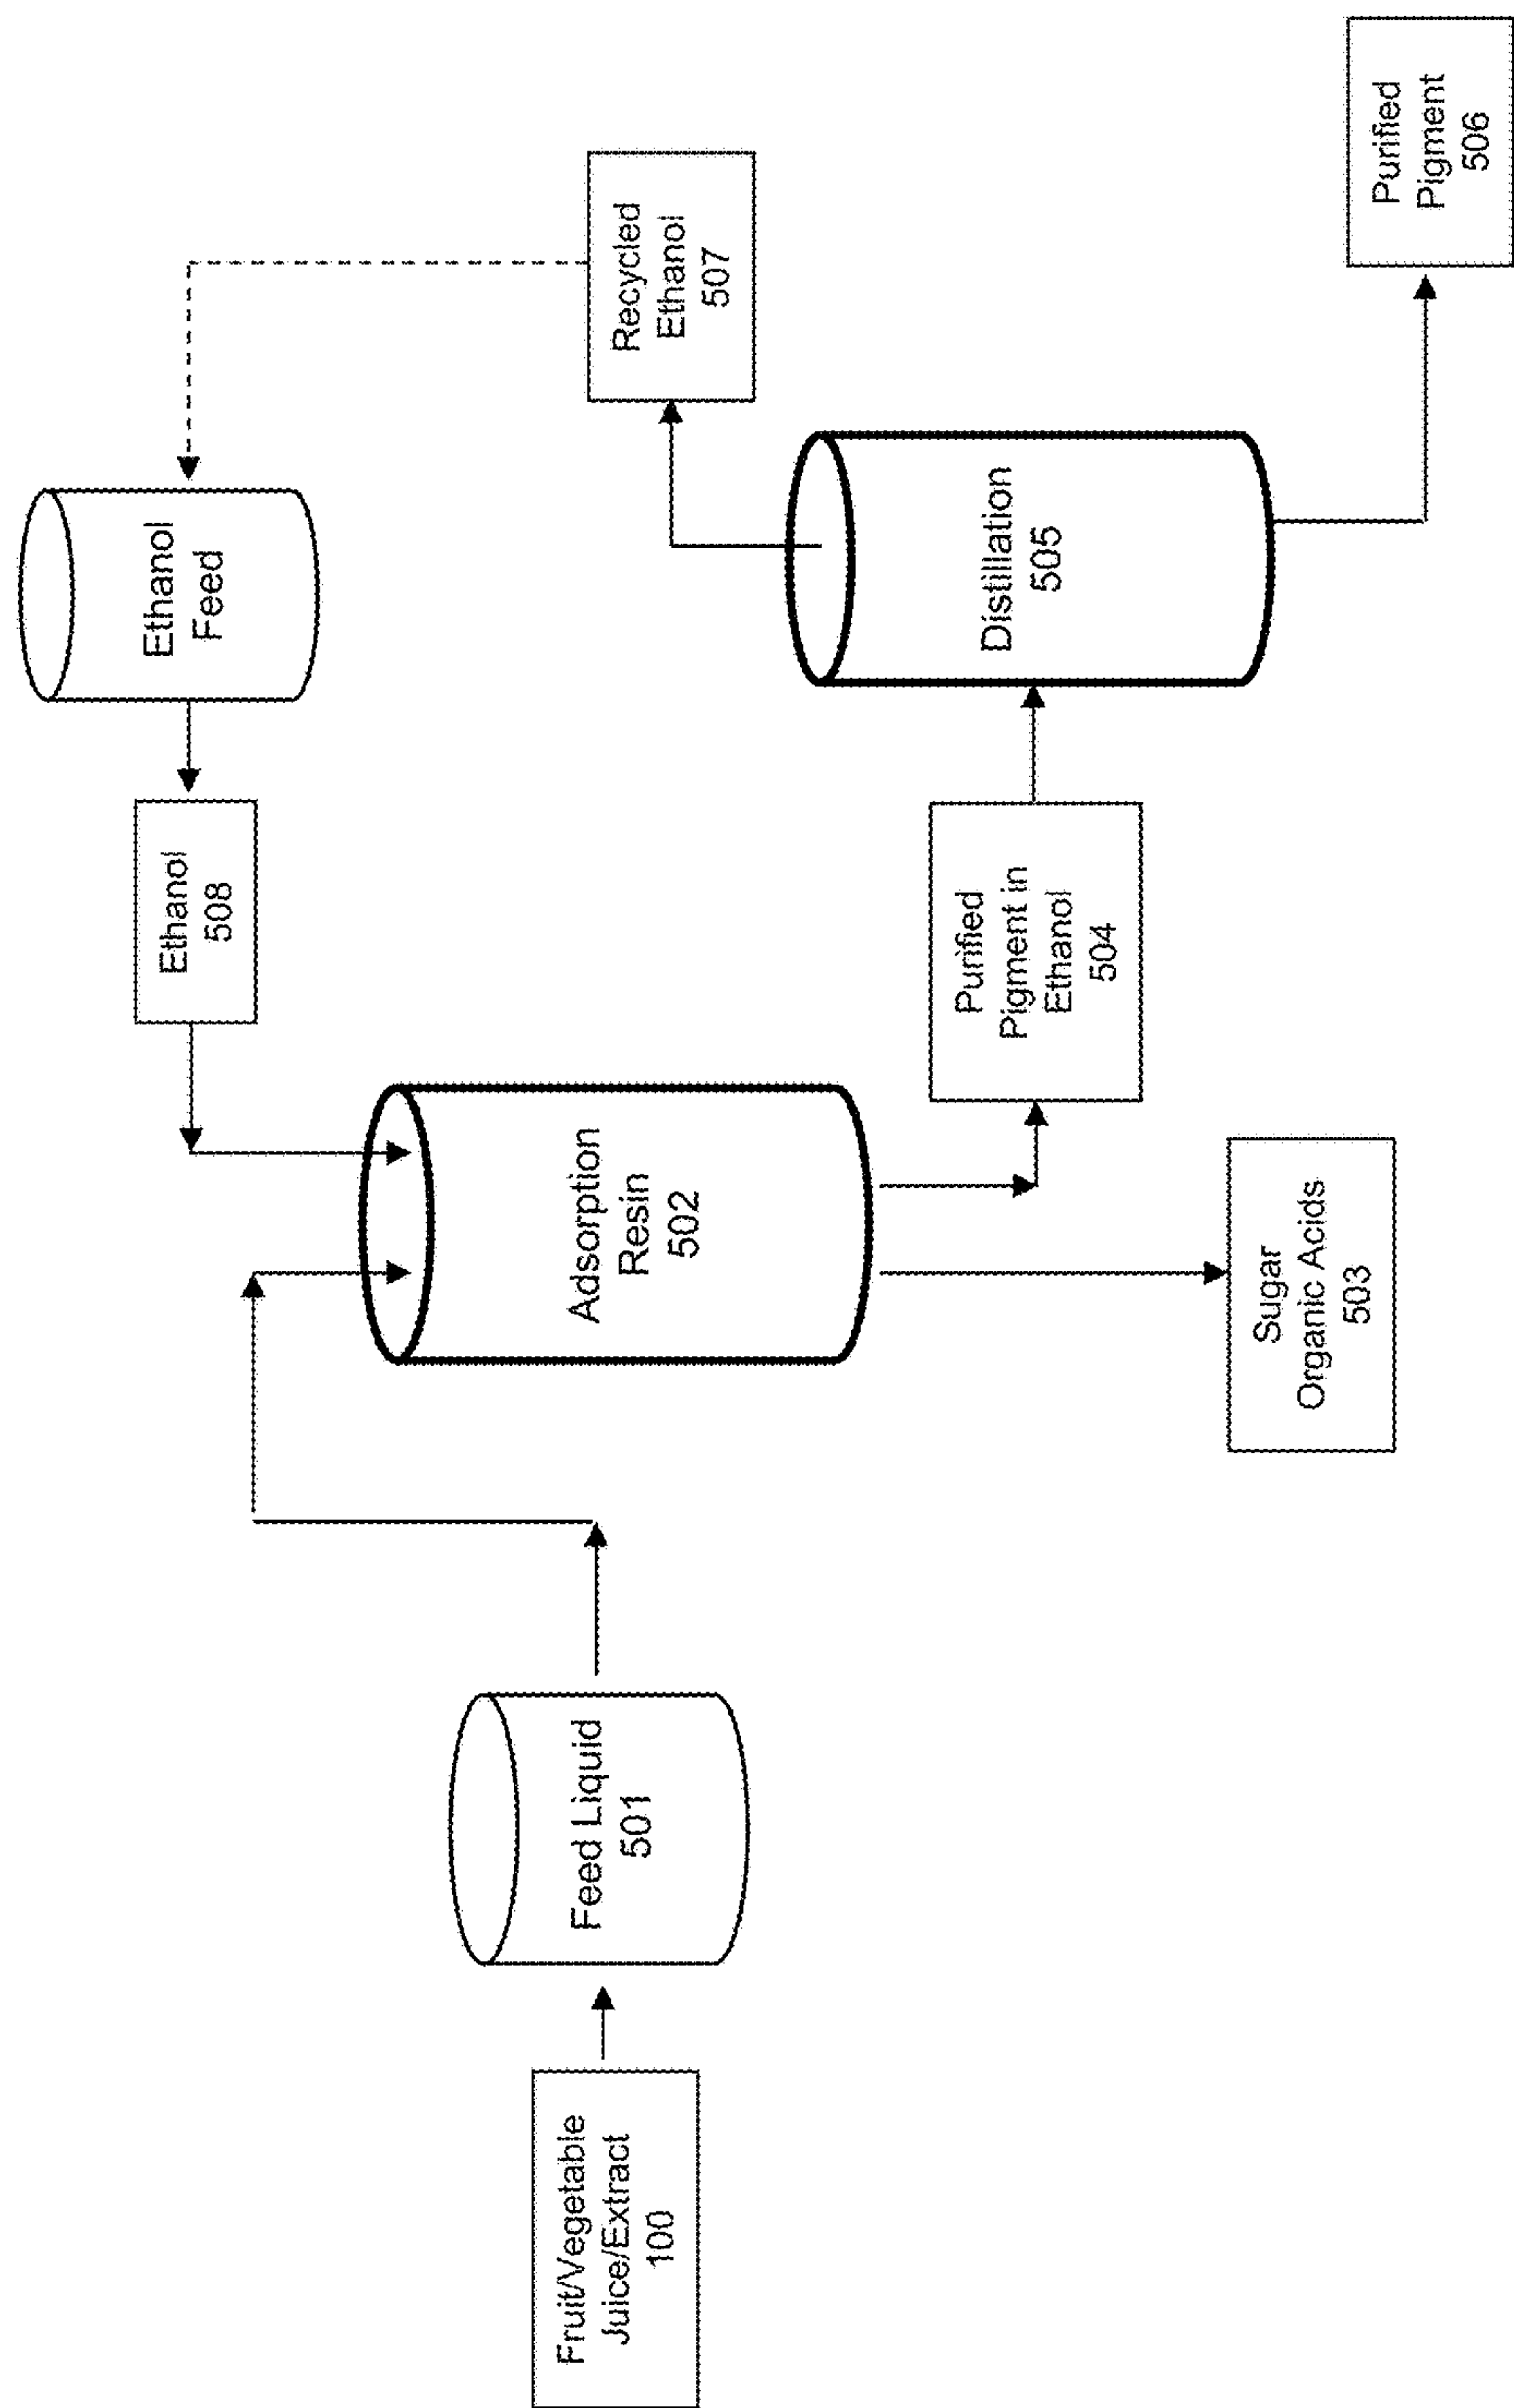 Fruit/Vegetable
Juice/Extract
100
Feed Liquid
501
Adsorption
Resin
502
Sugar
Organic Acids
503
Ethanol
508
Ethanol
Feed
Purified
Pigment in
Ethanol
504
Distillation
505
Recycled
Ethanol
507
Purified
Pigment
506